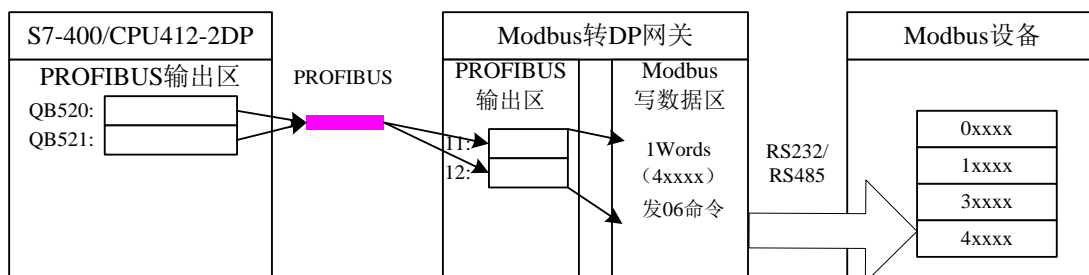 S7-400/CPU412-2DP
PROFIBUS输出区
QB520:
QB521:
PROFIBUS
Modbus转DP网关
PROFIBUS
输出区
11:
12:
Modbus
写数据区
1Words
（4xxxx）
发06命令
RS232/
RS485
Modbus设备
0xxxx
1xxxx
3xxxx
4xxxx